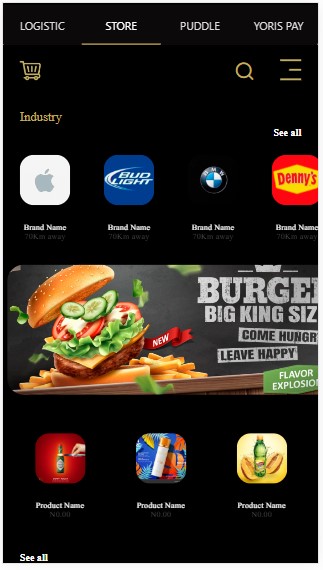 LOGISTIC STORE PUDDLE YORIS PAY
Industry
See all
BUD LIGHT
BMW
Denny's
Brand Name Brand Name Brand Name Brand Name
70Km away 70Km away 70Km away 70Km away
BURGER
BIG KING SIZ
NEW
COME HUNGR
LEAVE HAPPY
FLAVOR
EXPLOSION
Product Name Product Name Product Name
N0.00 N0.00 N0.00
See all